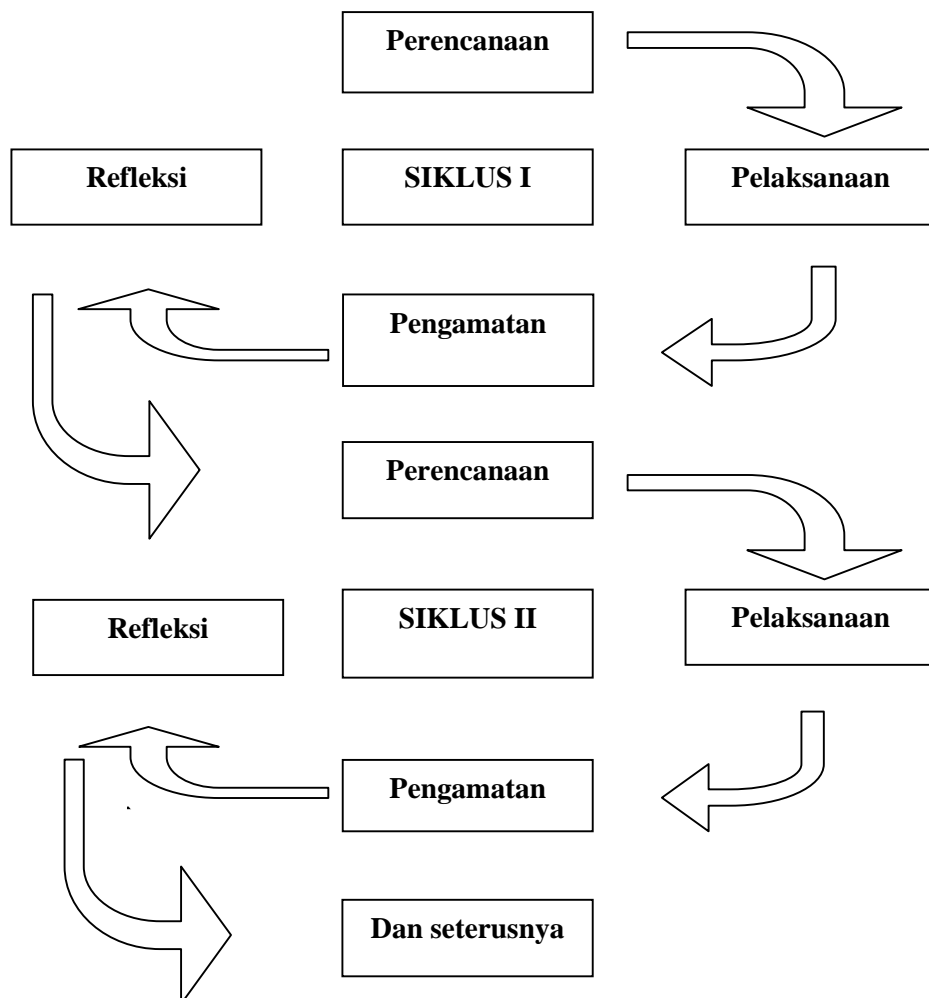 Perencanaan
Refleksi
SIKLUS I
Pelaksanaan
Pengamatan
Perencanaan
Refleksi
SIKLUS II
Pelaksanaan
Pengamatan
Dan seterusnya